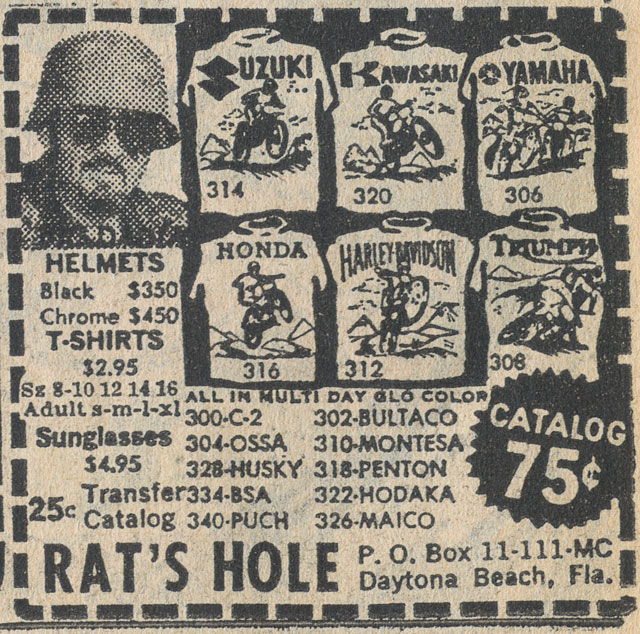 SUZUKI
KAWASAKI
YAMAHA
314
320
306
HONDA
HARLEY-DAVIDSON
TRIUMPH
316
312
308
HELMETS
Black $350
Chrome $450
T-SHIRTS
$2.95
Sz 8-10 12 14 16
Adult s-m-l-xl
Sunglasses
$4.95
25c Transfer
Catalog
ALL IN MULTI DAY GLO COLOR
300-C-2 302-BULTACO
304-OSSA 310-MONTESA
328-HUSKY 318-PENTON
334-BSA 322-HODAKA
340-PUCH 326-MAICO
CATALOG
75¢
RAT'S HOLE
P. O. Box 11-111-MC
Daytona Beach, Fla.